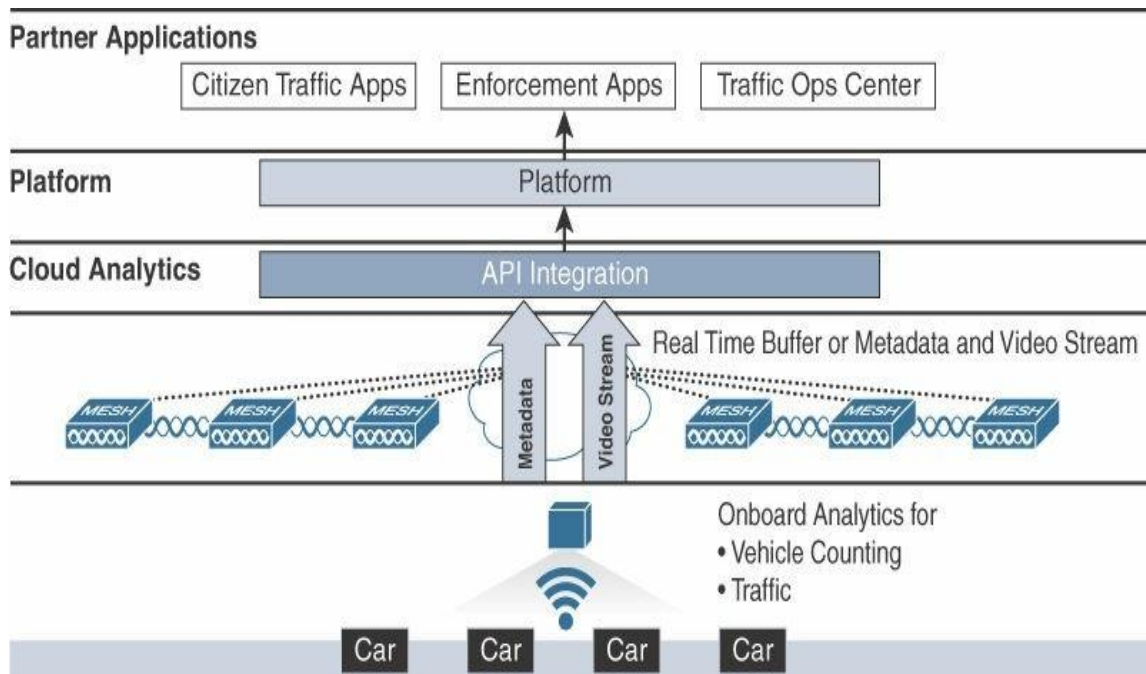 Partner Applications
Citizen Traffic Apps
Enforcement Apps
Traffic Ops Center
Platform
Platform
Cloud Analytics
API Integration
Real Time Buffer or Metadata and Video Stream
MESH
MESH
MESH
Metadata
Video Stream
MESH
MESH
MESH
Onboard Analytics for
• Vehicle Counting
• Traffic
Car
Car
Car
Car